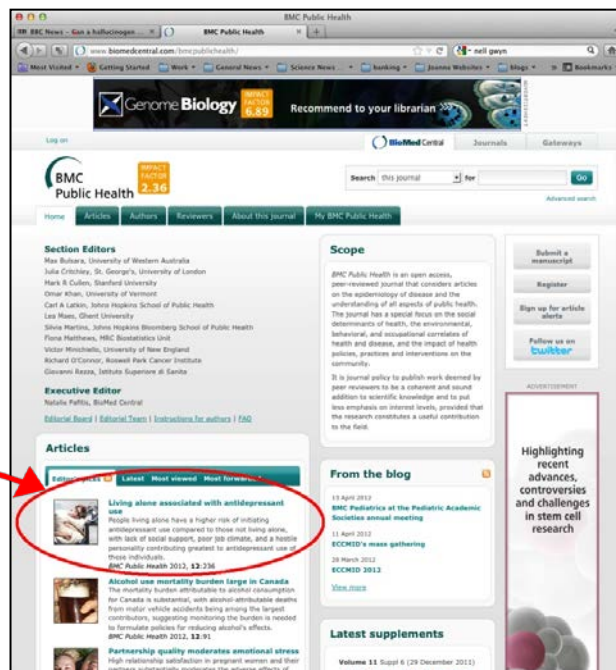 BMC Public Health
BBC News - Can a hallucinogen ...
BMC Public Health
www.biomedcentral.com/bmcpublichealth/
nell gwyn
Most Visited
Getting Started
Work
General News
Science News
banking
Joanna Websites
blogs
Bookmarks
Genome Biology
IMPACT FACTOR 6.89
Recommend to your librarian
ADVERTISEMENT
Log on
BioMed Central
Journals
Gateways
BMC
Public Health
IMPACT FACTOR 2.36
Search this journal for Go
Advanced search
Home
Articles
Authors
Reviewers
About this journal
My BMC Public Health
Section Editors
Max Bulsara, University of Western Australia
Julia Critchley, St. George's, University of London
Mark R Cullen, Stanford University
Omar Khan, University of Vermont
Carl A Latkin, Johns Hopkins School of Public Health
Lea Maes, Ghent University
Silvia Martins, Johns Hopkins Bloomberg School of Public Health
Fiona Matthews, MRC Biostatistics Unit
Victor Minichiello, University of New England
Richard O'Connor, Roswell Park Cancer Institute
Giovanni Rezza, Istituto Superiore di Sanita
Executive Editor
Natalie Pafitis, BioMed Central
Editorial Board | Editorial Team | Instructions for authors | FAQ
Scope
BMC Public Health is an open access,
peer-reviewed journal that considers articles
on the epidemiology of disease and the
understanding of all aspects of public health.
The journal has a special focus on the social
determinants of health, the environmental,
behavioral, and occupational correlates of
health and disease, and the impact of health
policies, practices and interventions on the
community.
It is journal policy to publish work deemed by
peer reviewers to be a coherent and sound
addition to scientific knowledge and to put
less emphasis on interest levels, provided that
the research constitutes a useful contribution
to the field.
Submit a
manuscript
Register
Sign up for article
alerts
Follow us on
twitter
ADVERTISEMENT
Highlighting
recent
advances,
controversies
and challenges
in stem cell
research
Articles
Editor's picks
Latest
Most viewed
Most forwarded
Living alone associated with antidepressant
use
People living alone have a higher risk of initiating
antidepressant use compared to those not living alone,
with lack of social support, poor job climate, and a hostile
personality contributing greatest to antidepressant use of
these individuals.
BMC Public Health 2012, 12:236
Alcohol use mortality burden large in Canada
The mortality burden attributable to alcohol consumption
for Canada is substantial, with alcohol-attributable deaths
from motor vehicle accidents being among the largest
contributors, suggesting monitoring the burden is needed
to formulate policies for reducing alcohol's effects.
BMC Public Health 2012, 12:91
Partnership quality moderates emotional stress
High relationship satisfaction in pregnant women and their
partners substantially moderates the adverse effects of
From the blog
13 April 2012
BMC Pediatrics at the Pediatric Academic
Societies annual meeting
11 April 2012
ECCMID's mass gathering
28 March 2012
ECCMID 2012
View more
Latest supplements
Volume 11 Suppl 6 (29 December 2011)